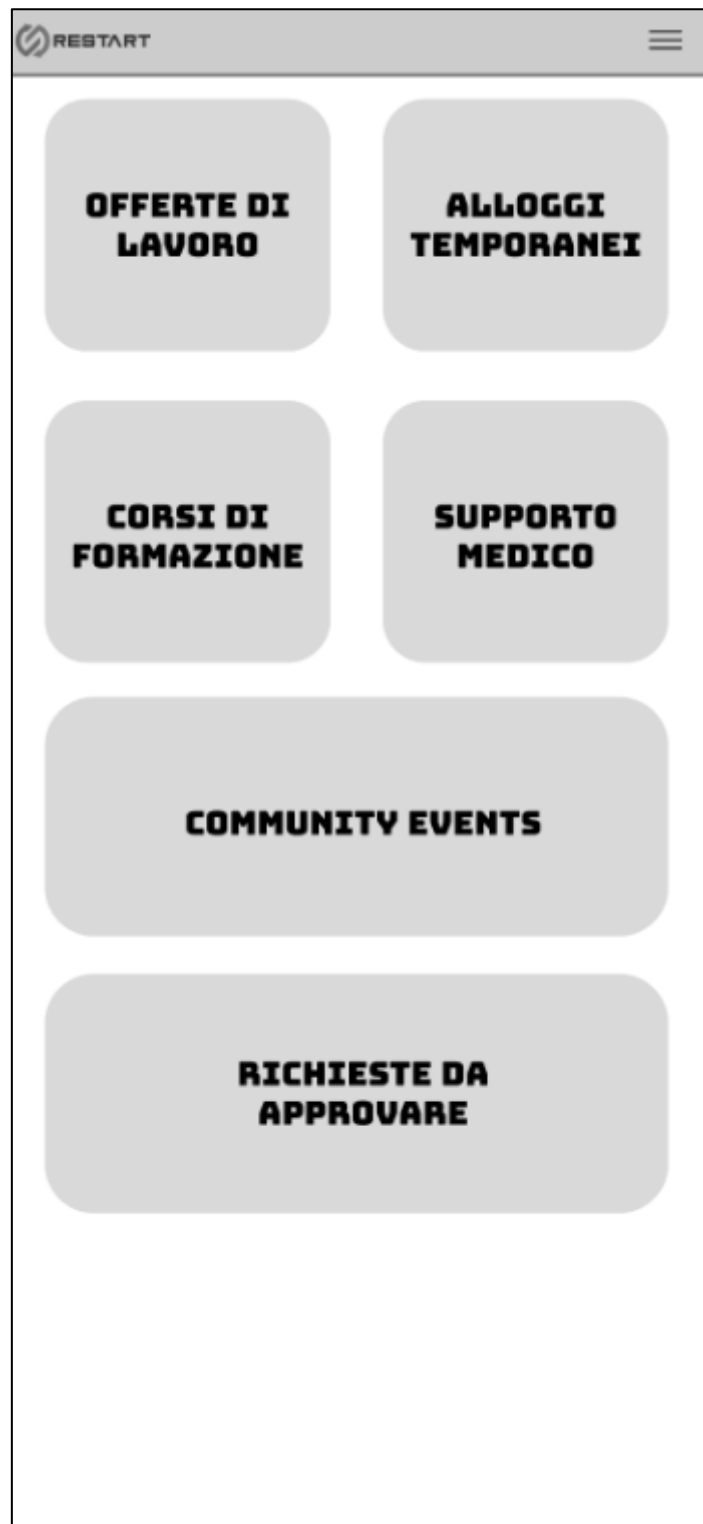 RESTART
OFFERTE DI
LAVORO
ALLOGGI
TEMPORANEI
CORSI DI
FORMAZIONE
SUPPORTO
MEDICO
COMMUNITY EVENTS
RICHIESTE DA
APPROVARE